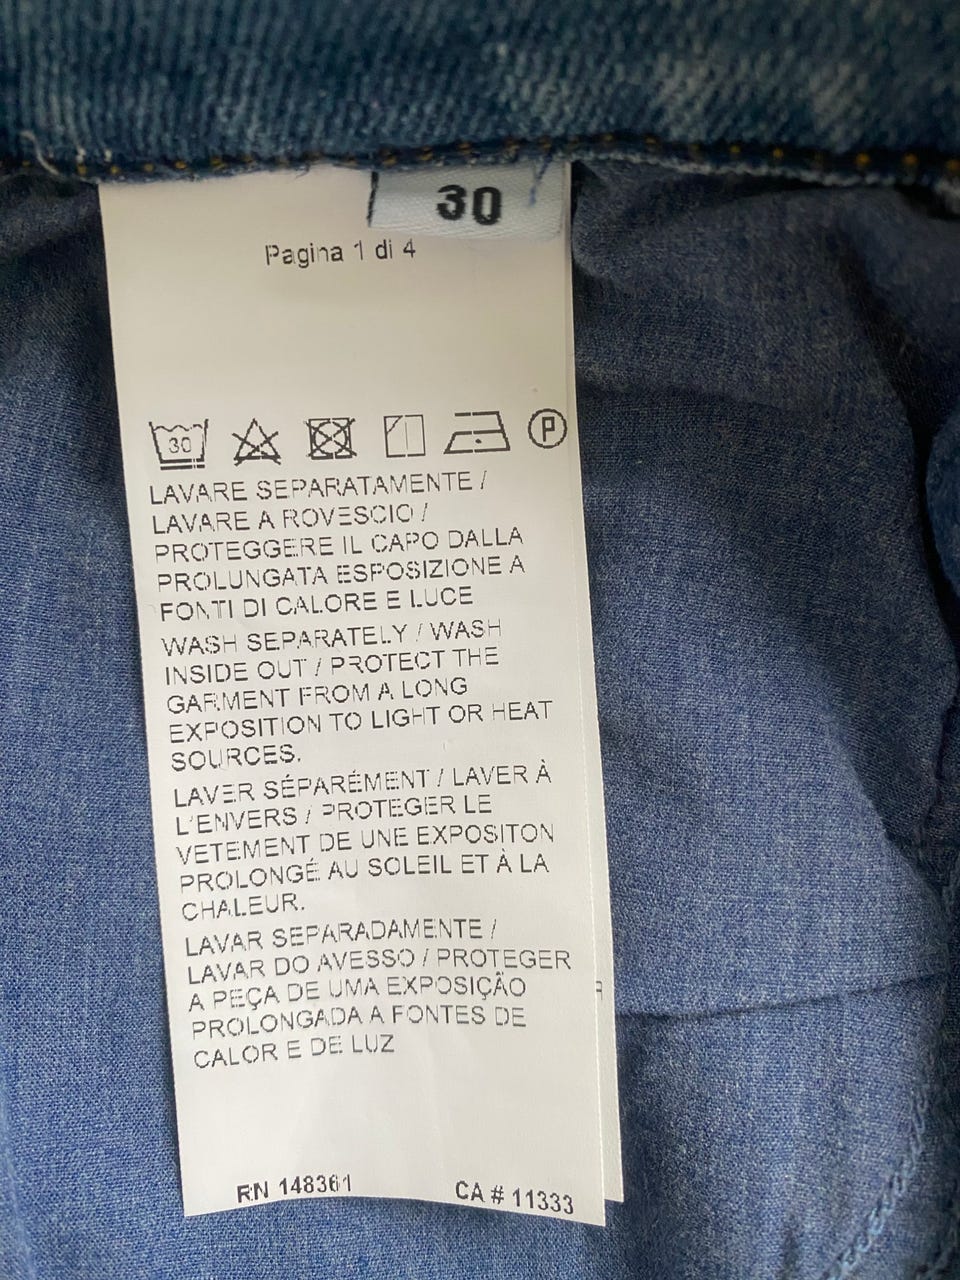 30
Pagina 1 di 4
30
P
LAVARE SEPARATAMENTE /
LAVARE A ROVESCIO /
PROTEGGERE IL CAPO DALLA
PROLUNGATA ESPOSIZIONE A
FONTI DI CALORE E LUCE
WASH SEPARATELY / WASH
INSIDE OUT / PROTECT THE
GARMENT FROM A LONG
EXPOSITION TO LIGHT OR HEAT
SOURCES.
LAVER SÉPARÉMENT / LAVER À
L'ENVERS / PROTEGER LE
VETEMENT DE UNE EXPOSITON
PROLONGÉ AU SOLEIL ET À LA
CHALEUR.
LAVAR SEPARADAMENTE /
LAVAR DO AVESSO / PROTEGER
A PEÇA DE UMA EXPOSIÇÃO
PROLONGADA A FONTES DE
CALOR E DE LUZ
RN 148361 CA # 11333